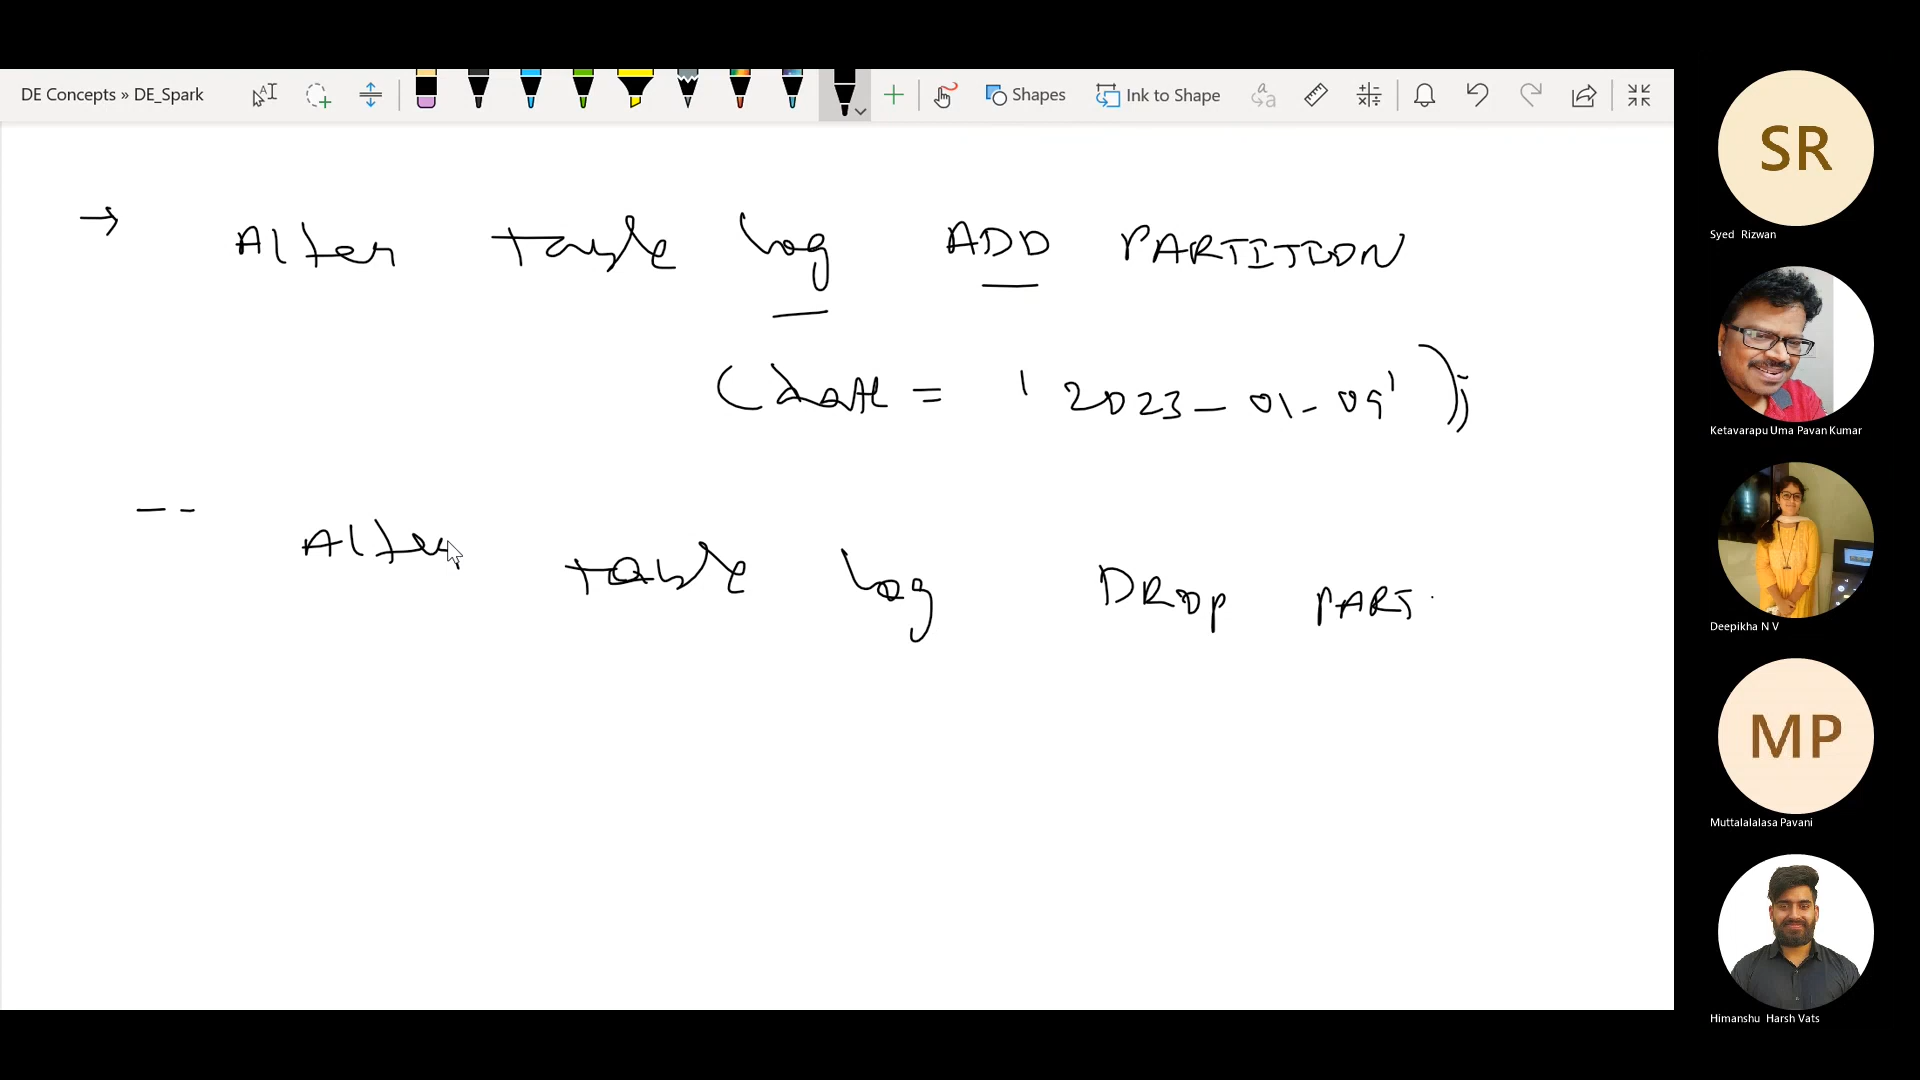 DE Concepts » DE_Spark
Shapes
Ink to Shape
→ Alter table log ADD PARTITION
(date = '2023-01-09');
-- Alter table log DROP PART
SR
Syed Rizwan
Ketavarapu Uma Pavan Kumar
Deepikha N V
MP
Muttalalalasa Pavani
Himanshu Harsh Vats